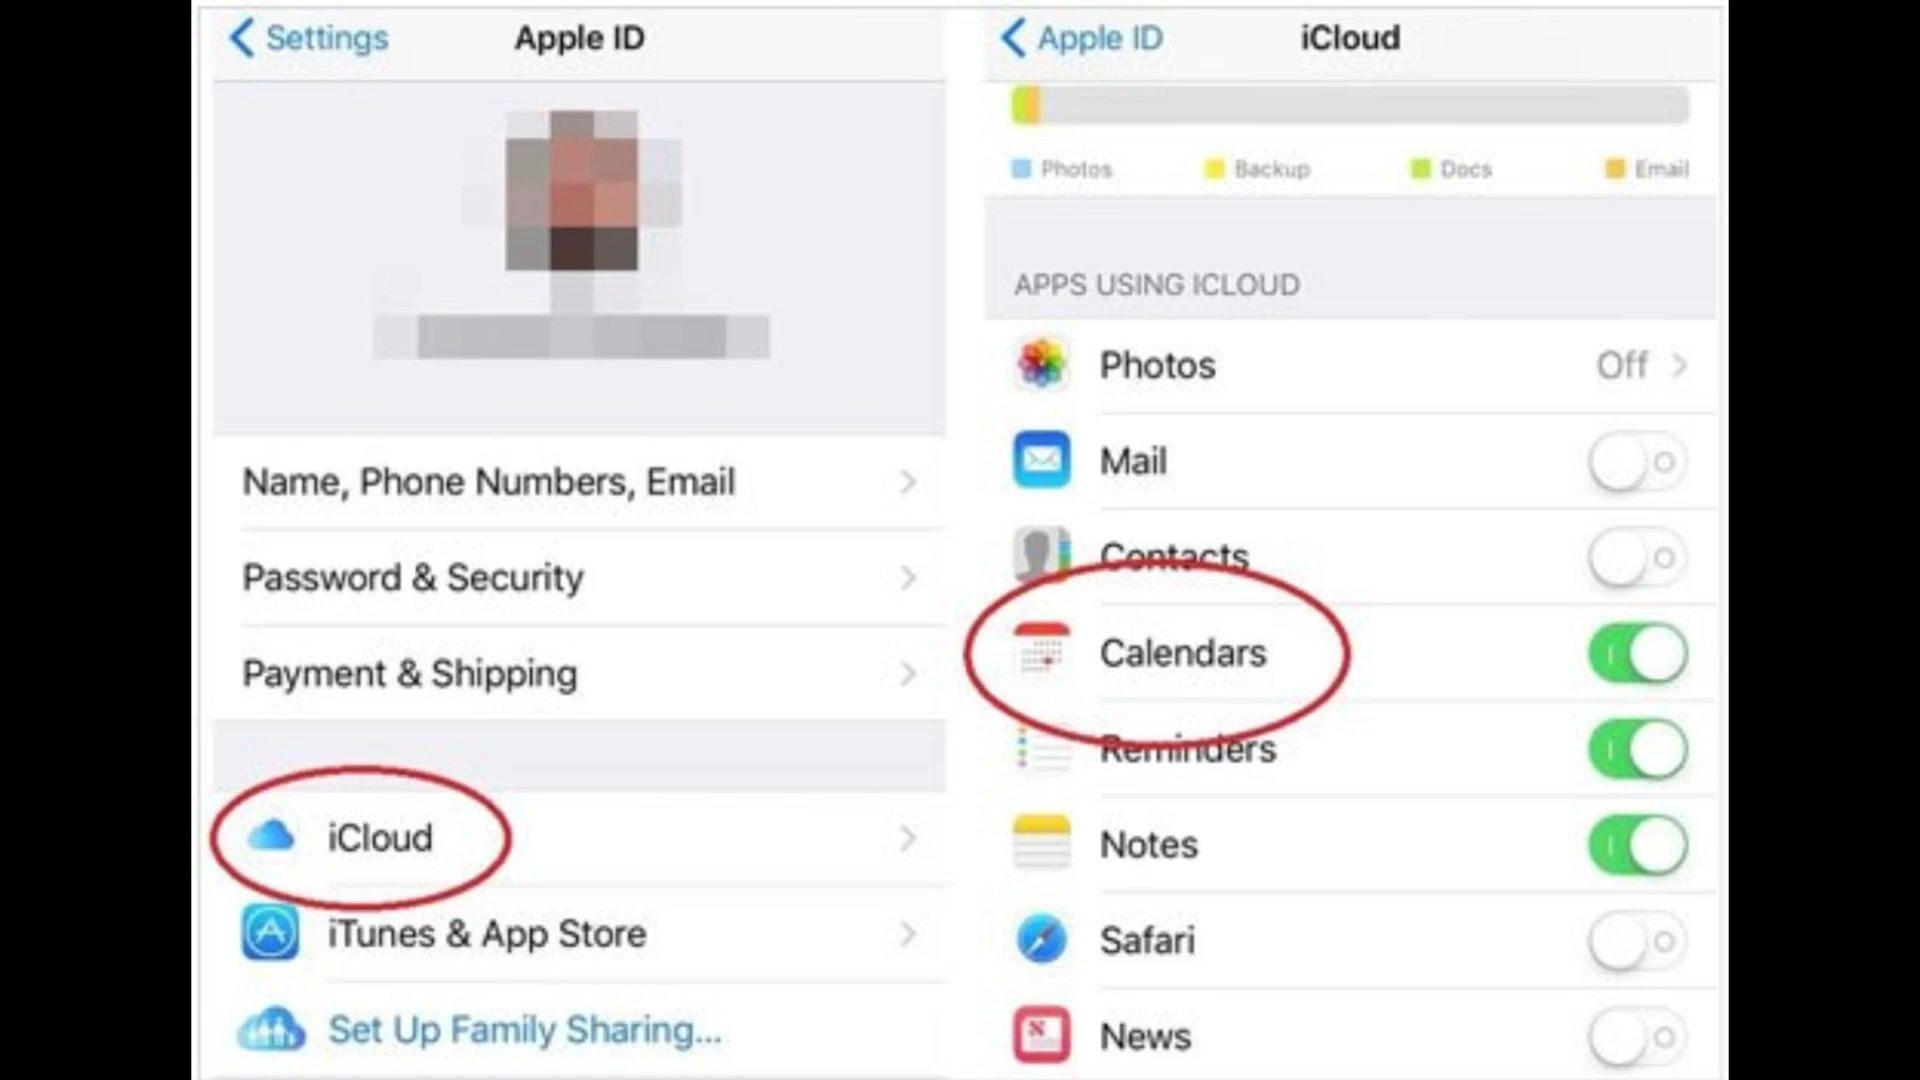 Settings
Apple ID
Name, Phone Numbers, Email
Password & Security
Payment & Shipping
iCloud
iTunes & App Store
Set Up Family Sharing...
Apple ID
iCloud
Photos
Backup
Docs
Email
APPS USING ICLOUD
Photos
Off
Mail
Contacts
Calendars
Reminders
Notes
Safari
News